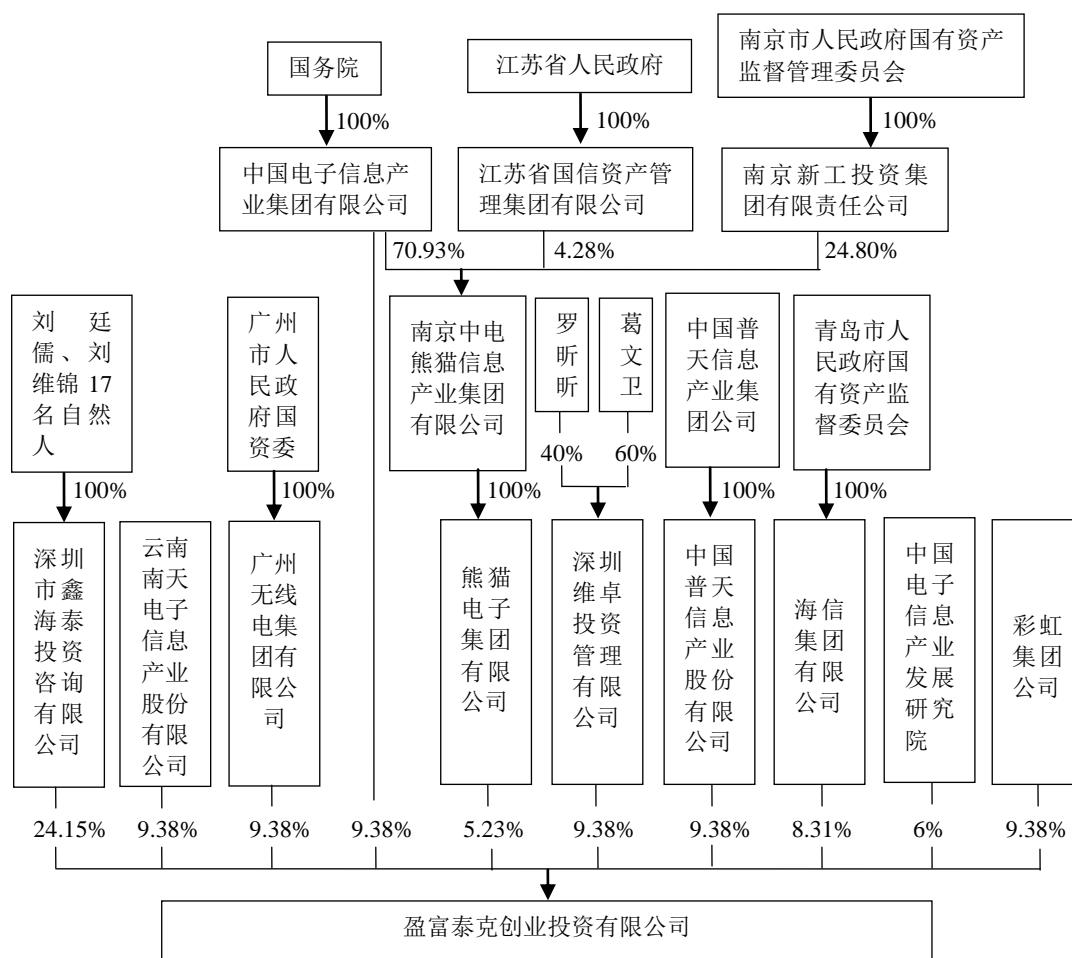 国务院
江苏省人民政府
南京市人民政府国有资产
监督管理委员会
100%
100%
100%
中国电子信息产
业集团有限公司
江苏省国信资产管
理集团有限公司
南京新工投资集
团有限责任公司
70.93%
4.28%
24.80%
刘廷
儒、刘
维锦 17
名自然
人
广州
市人
民政
府国
资委
南京中电
熊猫信息
产业集团
有限公司
罗
昕
昕
葛
文
卫
中国普
天信息
产业集
团公司
青岛市人
民政府国
有资产监
督委员会
40%
60%
100%
100%
100%
100%
100%
深圳
市鑫
海泰
投资
咨询
有限
公司
云南
南天
电子
信息
产业
股份
有限
公司
广州
无线
电集
团有
限公
司
熊猫
电子
集团
有限
公司
深圳
维卓
投资
管理
有限
公司
中国
普天
信息
产业
股份
有限
公司
海信
集团
有限
公司
中国
电子
信息
产业
发展
研究
院
彩虹
集团
公司
24.15%
9.38%
9.38%
9.38%
5.23%
9.38%
9.38%
8.31%
6%
9.38%
盈富泰克创业投资有限公司